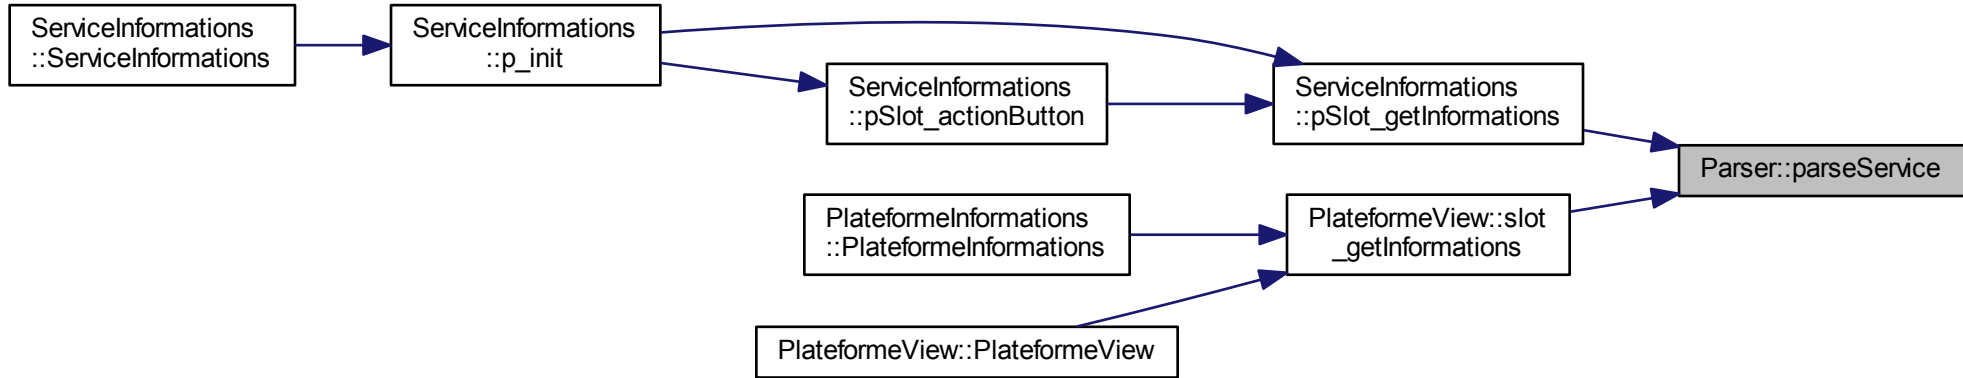 ServiceInformations
::ServiceInformations
ServiceInformations
::p_init
ServiceInformations
::pSlot_actionButton
ServiceInformations
::pSlot_getInformations
Parser::parseService
PlateformeInformations
::PlateformeInformations
PlateformeView::slot
_getInformations
PlateformeView::PlateformeView